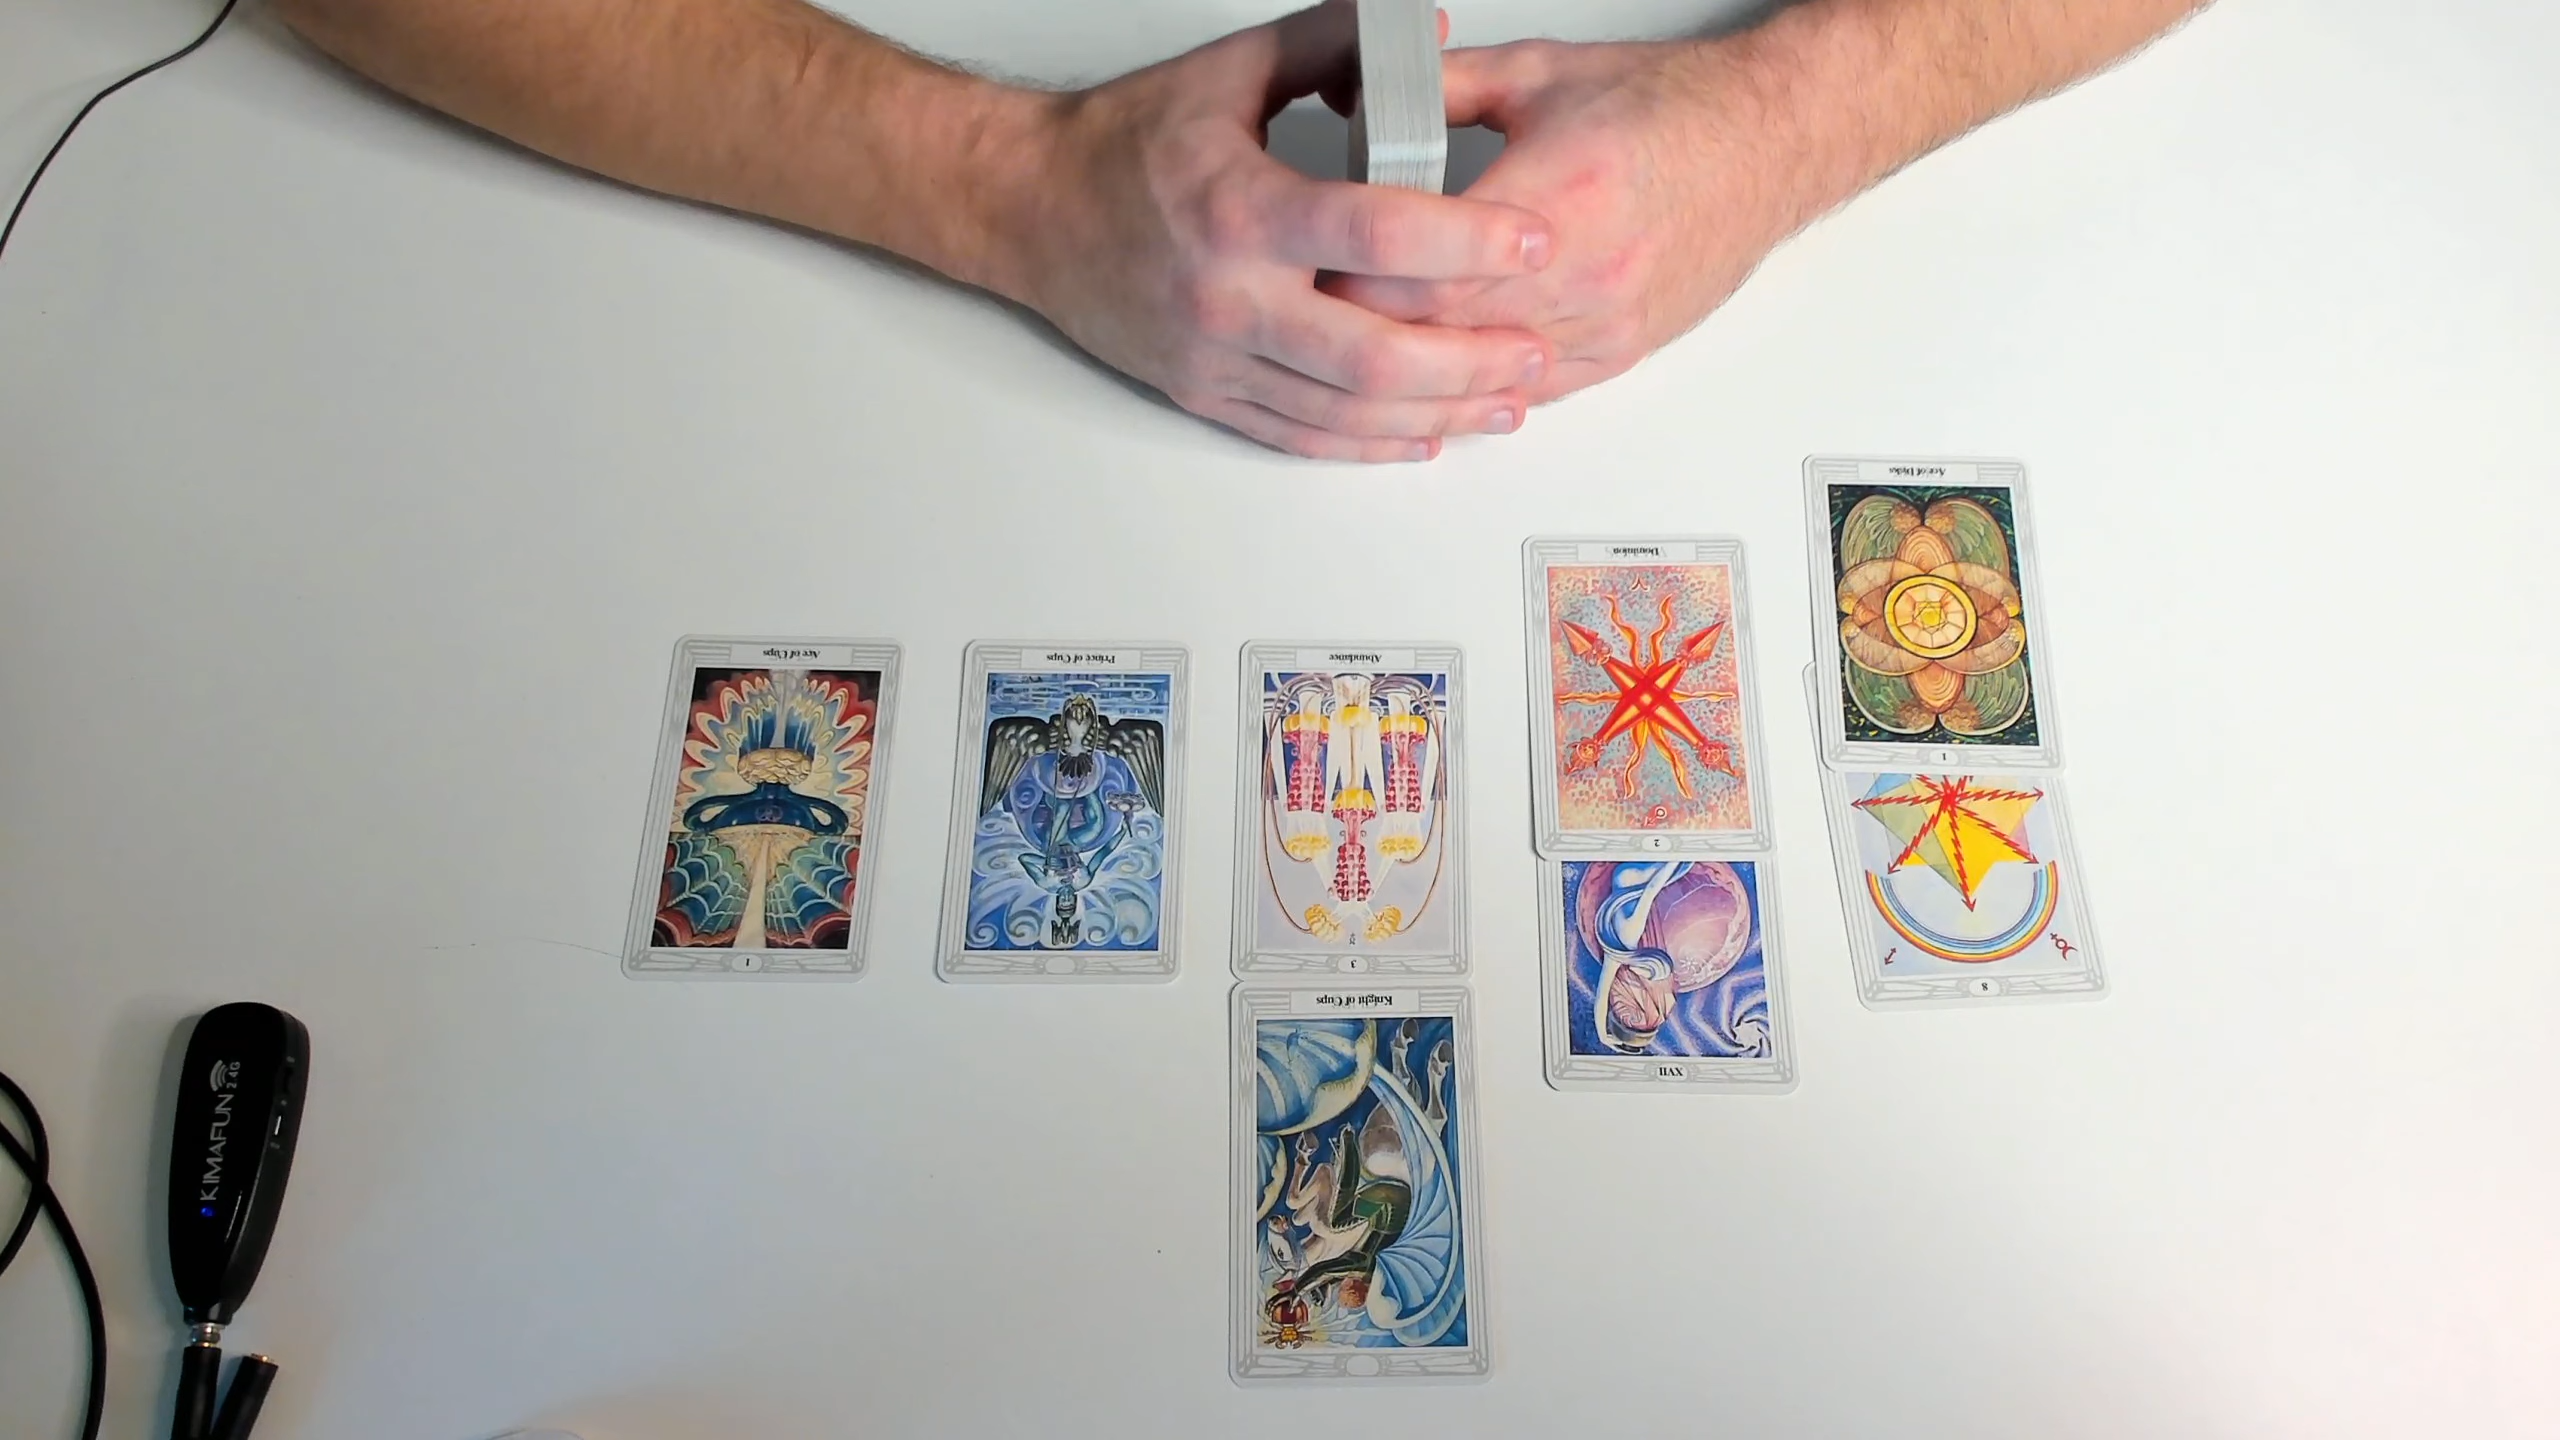 Ace of Disks
1
8
Dominion
2
XVII
Abundance
3
Knight of Cups
Prince of Cups
Ace of Cups
1
KIMAFUN 2.4G